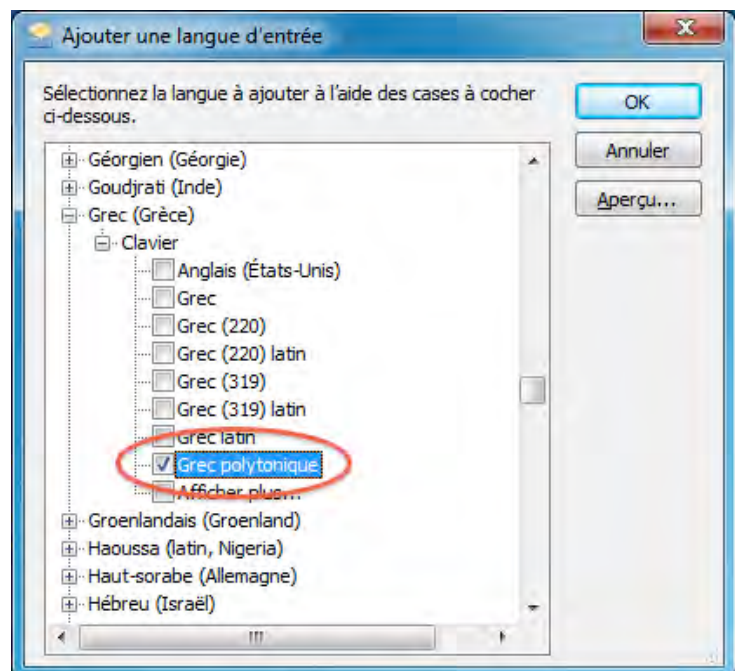 Ajouter une langue d'entrée
Sélectionnez la langue à ajouter à l'aide des cases à cocher
ci-dessous.
OK
Annuler
Aperçu...
Géorgien (Géorgie)
Goudjrati (Inde)
Grec (Grèce)
Clavier
Anglais (États-Unis)
Grec
Grec (220)
Grec (220) latin
Grec (319)
Grec (319) latin
Grec latin
Grec polytonique
Afficher plus...
Groenlandais (Groenland)
Haoussa (latin, Nigeria)
Haut-sorabe (Allemagne)
Hébreu (Israël)